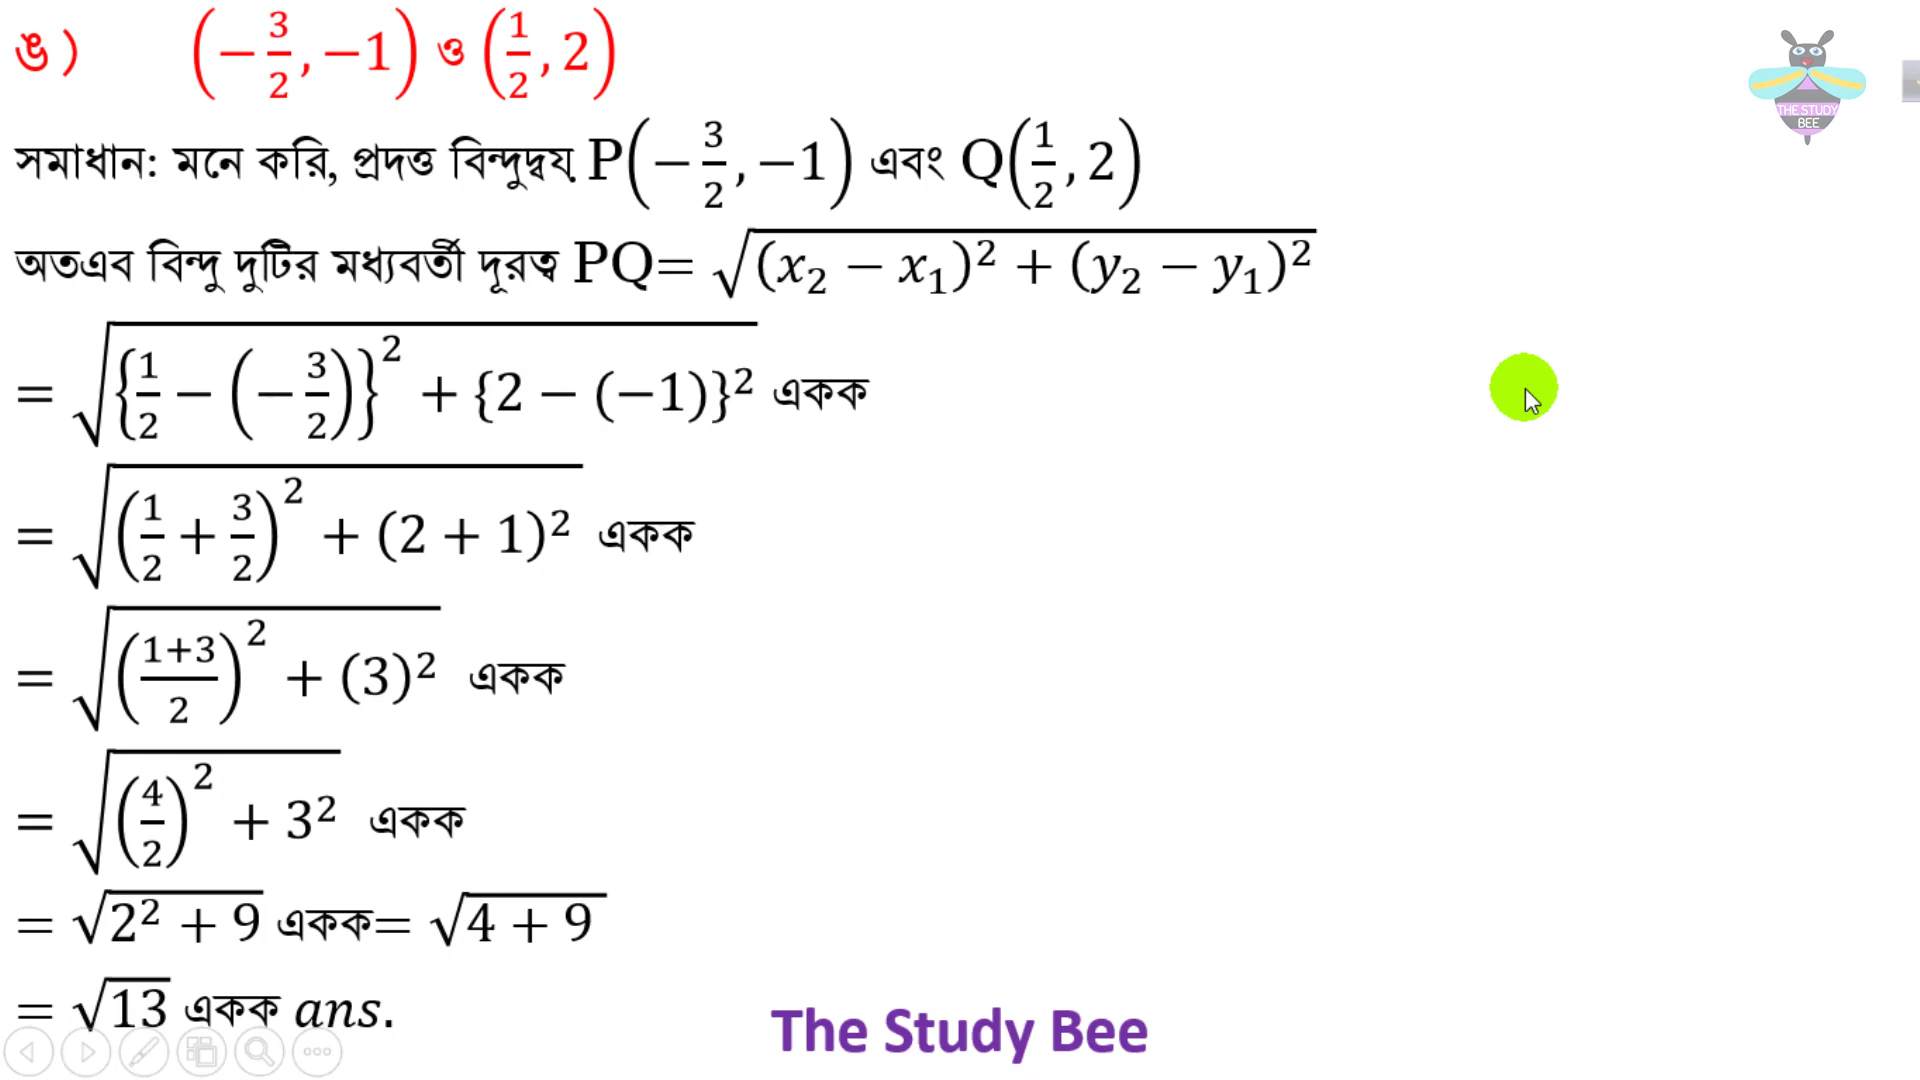 ঙ) (−3/2, −1) ও (1/2, 2)
THE STUDY
BEE
সমাধান: মনে করি, প্রদত্ত বিন্দুদ্বয় P(−3/2, −1) এবং Q(1/2, 2)
অতএব বিন্দু দুটির মধ্যবর্তী দূরত্ব PQ= √((x₂ − x₁)² + (y₂ − y₁)²)
= √({1/2 − (−3/2)}² + {2 − (−1)}²) একক
= √((1/2 + 3/2)² + (2 + 1)²) একক
= √(((1+3)/2)² + (3)²) একক
= √((4/2)² + 3²) একক
= √(2² + 9) একক= √(4 + 9)
= √13 একক ans.
The Study Bee